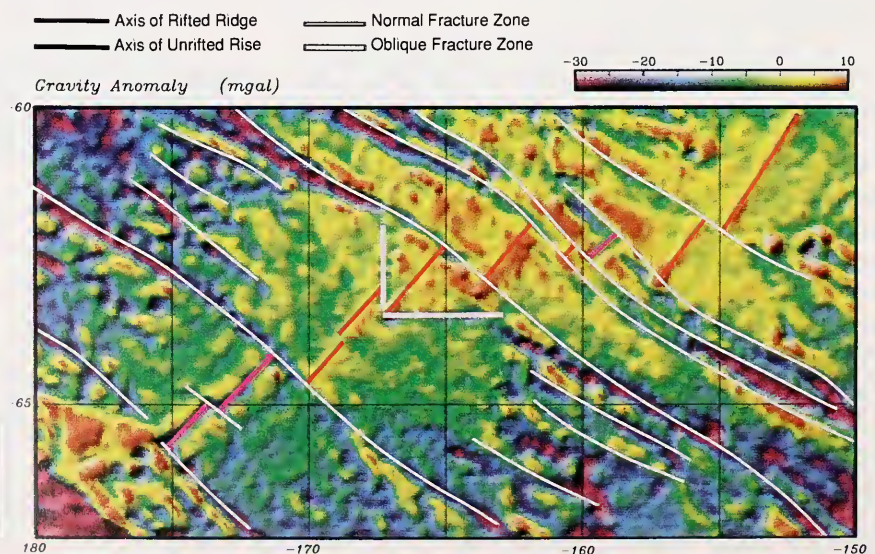 Axis of Rifted Ridge
Normal Fracture Zone
Axis of Unrifted Rise
Oblique Fracture Zone
Gravity Anomaly (mgal)
-30 -20 -10 0 10
-60
-65
180 -170 -160 -150